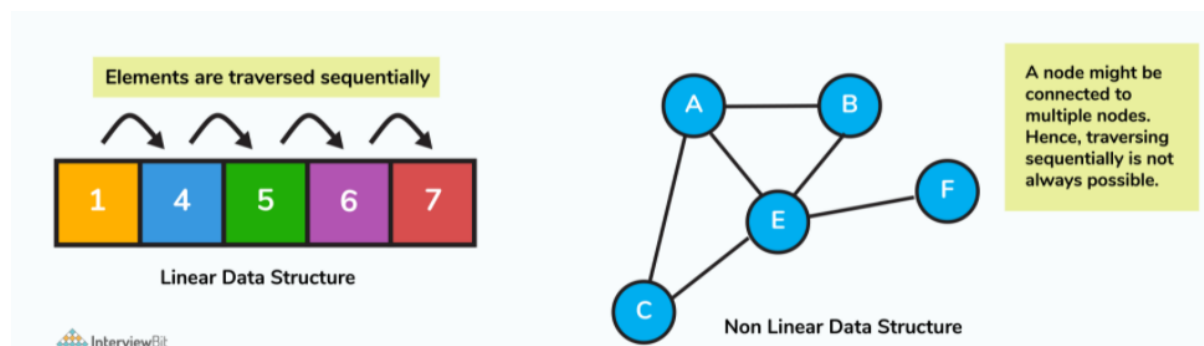 Elements are traversed sequentially
1 4 5 6 7
Linear Data Structure
InterviewBit
A B
E
F
C
Non Linear Data Structure
A node might be
connected to
multiple nodes.
Hence, traversing
sequentially is not
always possible.